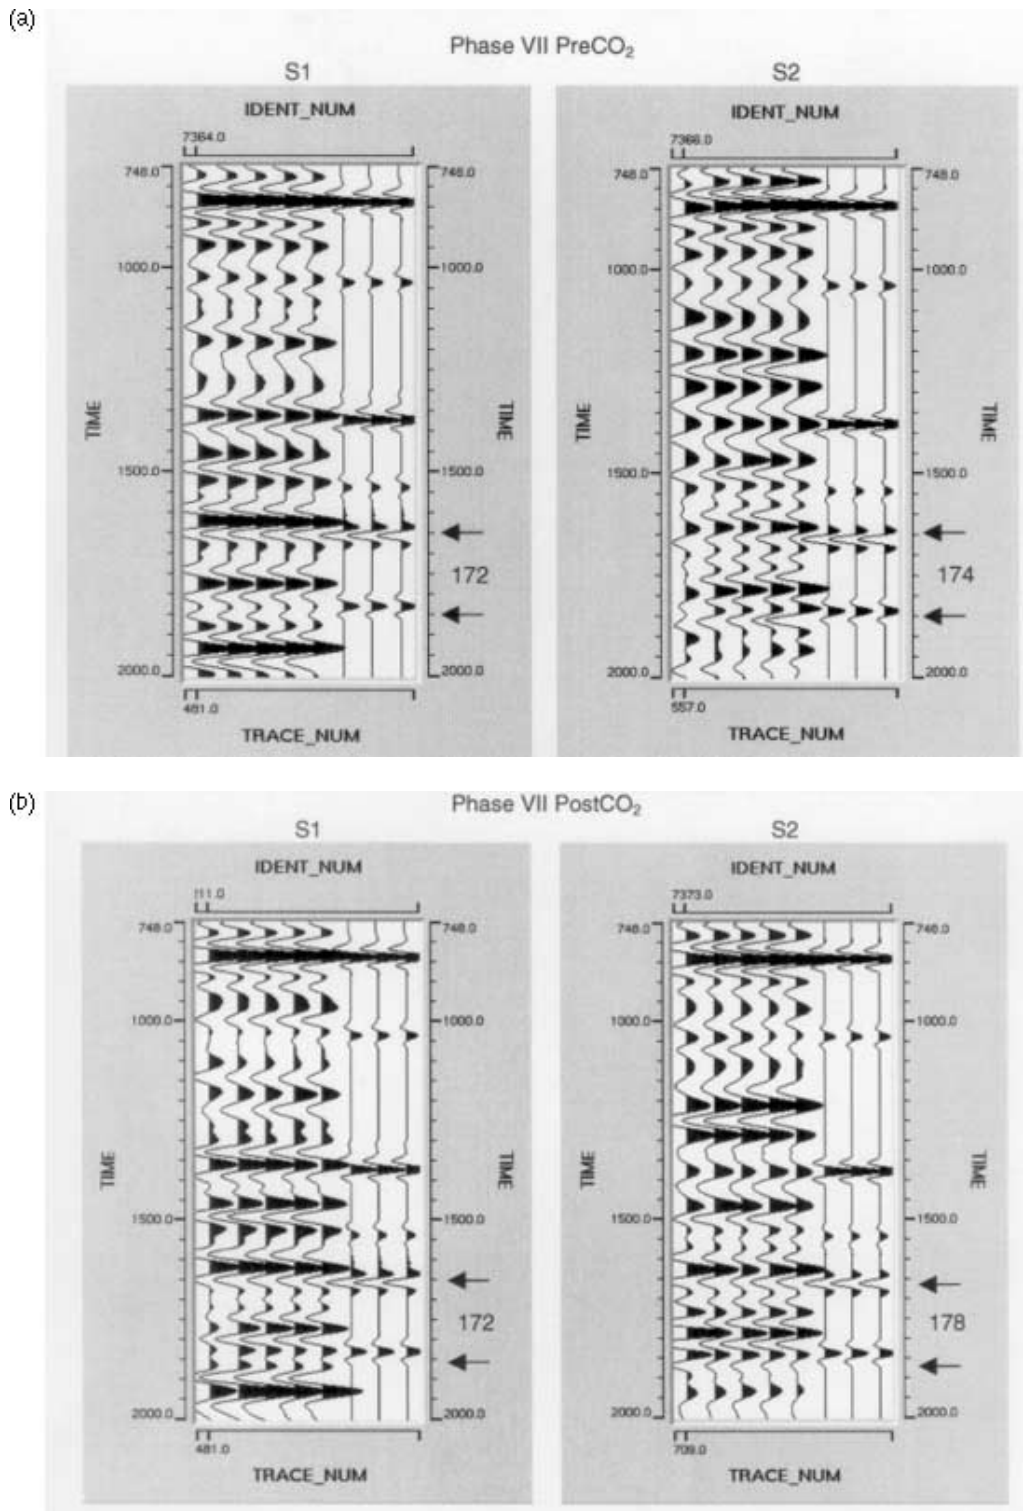 (a)
Phase VII PreCO₂
S1
S2
IDENT_NUM
IDENT_NUM
7364.0
7366.0
748.0
748.0
748.0
748.0
1000.0
1000.0
1000.0
1000.0
TIME
TIME
TIME
TIME
1500.0
1500.0
1500.0
1500.0
172
174
2000.0
2000.0
2000.0
2000.0
481.0
557.0
TRACE_NUM
TRACE_NUM
(b)
Phase VII PostCO₂
S1
S2
IDENT_NUM
IDENT_NUM
7373.0
748.0
748.0
748.0
748.0
1000.0
1000.0
1000.0
1000.0
TIME
TIME
TIME
TIME
1500.0
1500.0
1500.0
1500.0
172
178
2000.0
2000.0
2000.0
2000.0
481.0
709.0
TRACE_NUM
TRACE_NUM